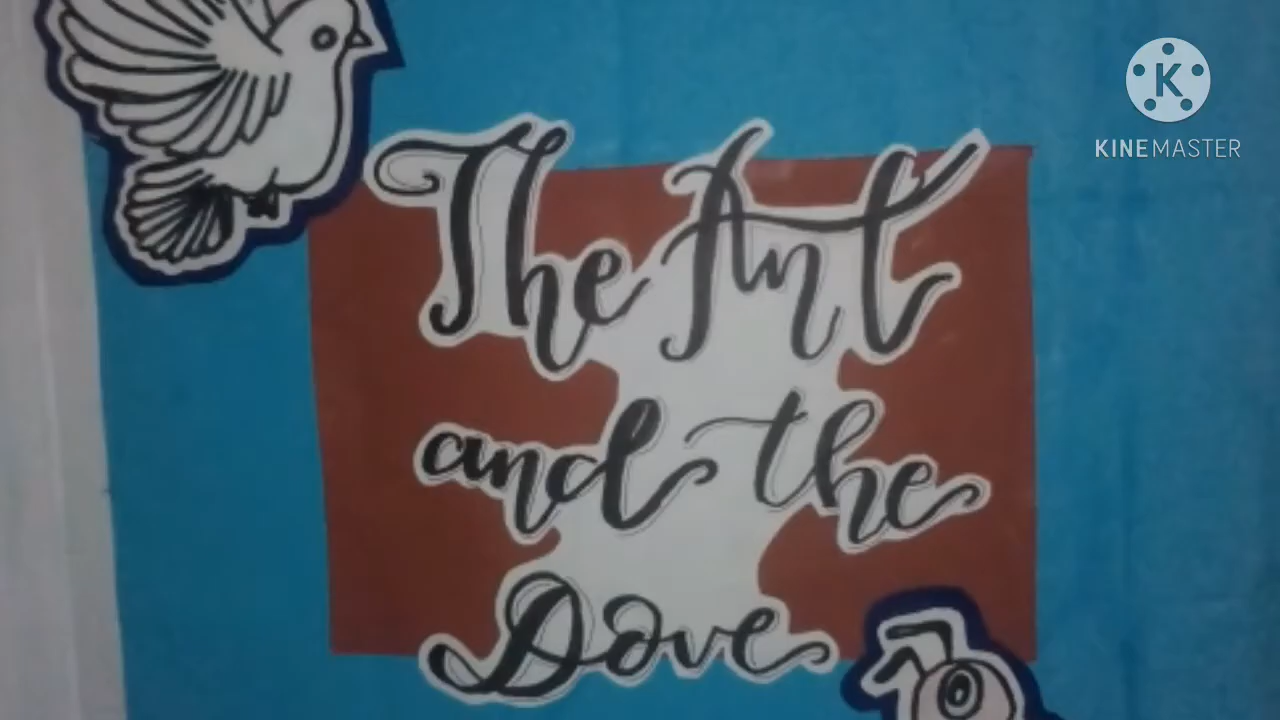 The Ant
and the
Dove
K
KINEMASTER